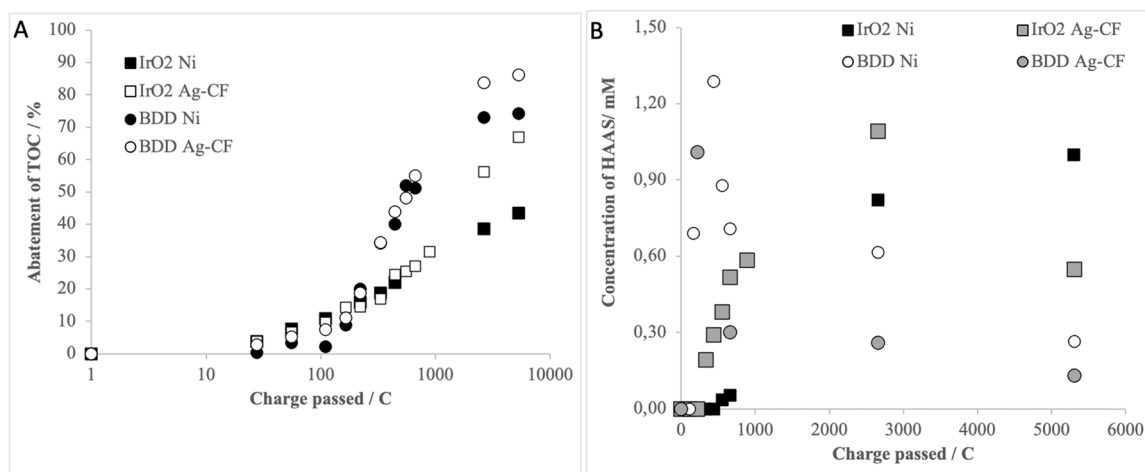 A
100
90
80
70
60
50
40
30
20
10
0
Abatement of TOC / %
IrO2 Ni
IrO2 Ag-CF
BDD Ni
BDD Ag-CF
1 10 100 1000 10000
Charge passed / C
B
1,50
1,20
0,90
0,60
0,30
0,00
Concentration of HAAS/ mM
IrO2 Ni IrO2 Ag-CF
BDD Ni BDD Ag-CF
0 1000 2000 3000 4000 5000 6000
Charge passed / C